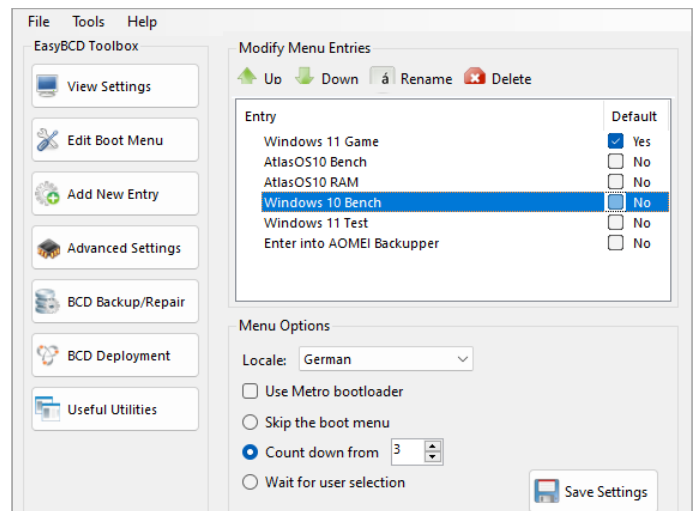 File Tools Help
EasyBCD Toolbox
View Settings
Edit Boot Menu
Add New Entry
Advanced Settings
BCD Backup/Repair
BCD Deployment
Useful Utilities
Modify Menu Entries
Up Down á Rename Delete
Entry Default
Windows 11 Game Yes
AtlasOS10 Bench No
AtlasOS10 RAM No
Windows 10 Bench No
Windows 11 Test No
Enter into AOMEI Backupper No
Menu Options
Locale: German
Use Metro bootloader
Skip the boot menu
Count down from 3
Wait for user selection
Save Settings